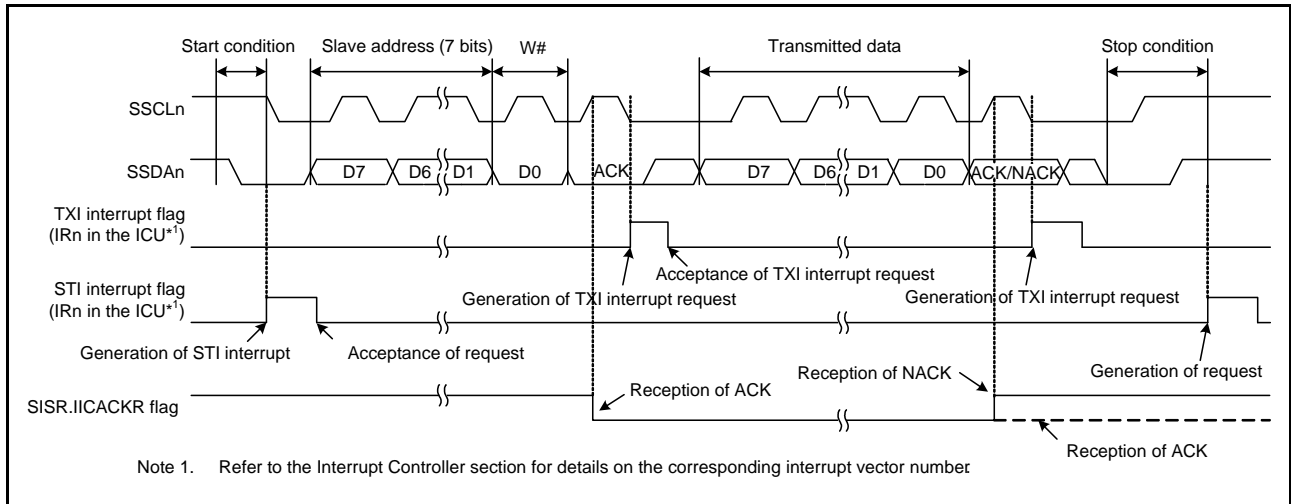 Start condition
Slave address (7 bits)
W#
Transmitted data
Stop condition
SSCLn
SSDAn
D7
D6
D1
D0
ACK
D7
D6
D1
D0
ACK/NACK
TXI interrupt flag
(IRn in the ICU*1)
Acceptance of TXI interrupt request
Generation of TXI interrupt request
Generation of TXI interrupt request
STI interrupt flag
(IRn in the ICU*1)
Generation of STI interrupt
Acceptance of request
Generation of request
Reception of NACK
Reception of ACK
SISR.IICACKR flag
Reception of ACK
Note 1. Refer to the Interrupt Controller section for details on the corresponding interrupt vector number.